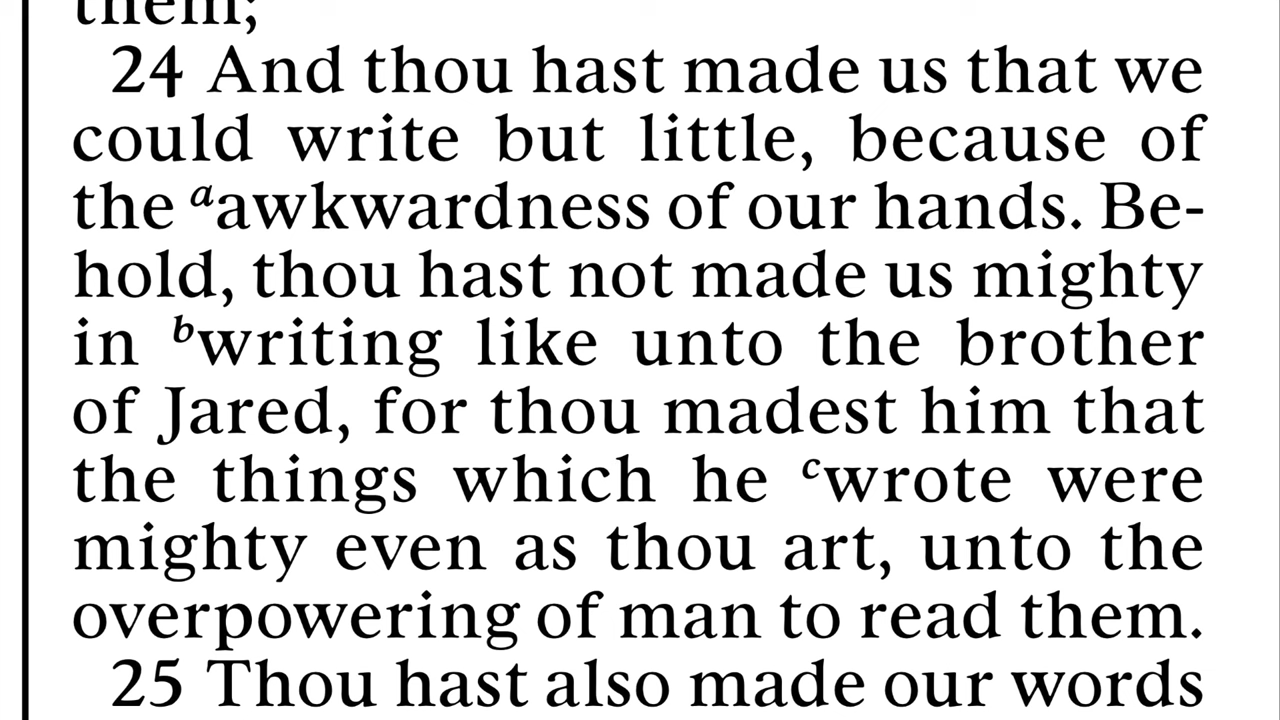 them;
24 And thou hast made us that we
could write but little, because of
the ᵃawkwardness of our hands. Be-
hold, thou hast not made us mighty
in ᵇwriting like unto the brother
of Jared, for thou madest him that
the things which he ᶜwrote were
mighty even as thou art, unto the
overpowering of man to read them.
25 Thou hast also made our words